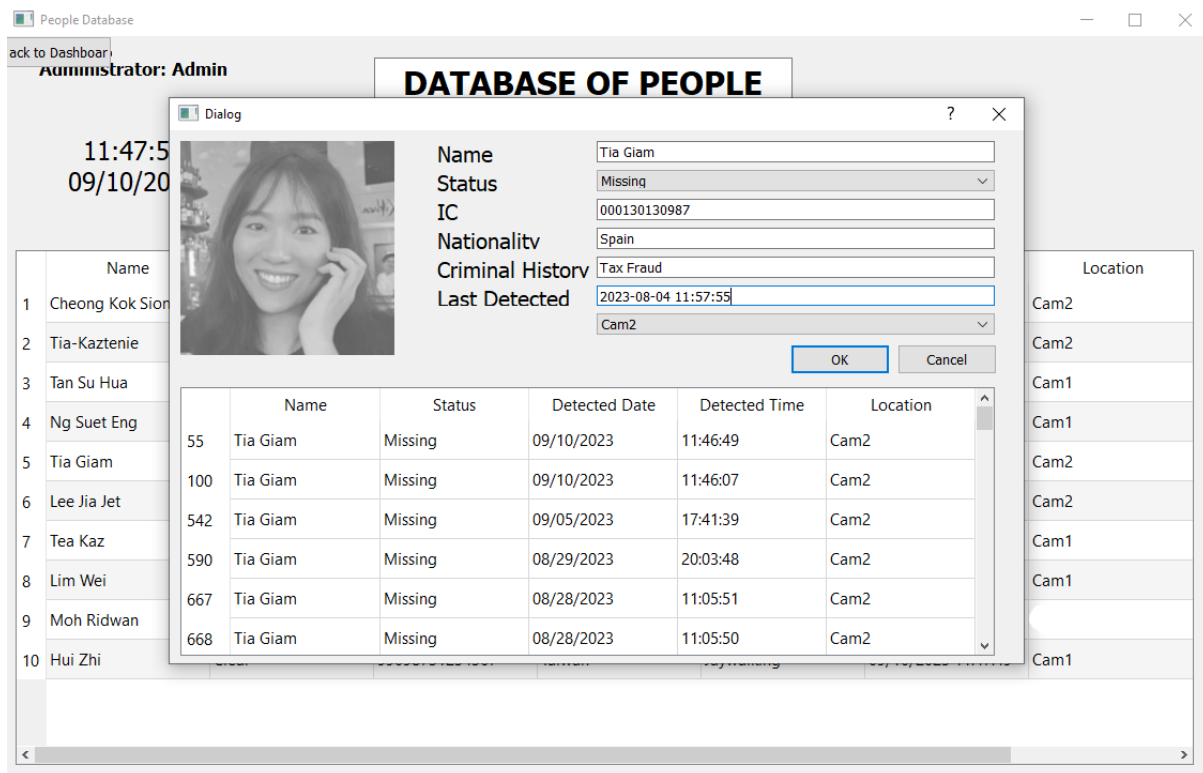 People Database
ack to Dashboar
Administrator: Admin
DATABASE OF PEOPLE
11:47:5
09/10/20
Dialog
?
Name Tia Giam
Status Missing
IC 000130130987
Nationality Spain
Criminal History Tax Fraud
Last Detected 2023-08-04 11:57:55
Cam2
OK Cancel
Name Status Detected Date Detected Time Location
55 Tia Giam Missing 09/10/2023 11:46:49 Cam2
100 Tia Giam Missing 09/10/2023 11:46:07 Cam2
542 Tia Giam Missing 09/05/2023 17:41:39 Cam2
590 Tia Giam Missing 08/29/2023 20:03:48 Cam2
667 Tia Giam Missing 08/28/2023 11:05:51 Cam2
668 Tia Giam Missing 08/28/2023 11:05:50 Cam2
Name Location
1 Cheong Kok Sion Cam2
2 Tia-Kaztenie Cam2
3 Tan Su Hua Cam1
4 Ng Suet Eng Cam1
5 Tia Giam Cam2
6 Lee Jia Jet Cam2
7 Tea Kaz Cam1
8 Lim Wei Cam1
9 Moh Ridwan
10 Hui Zhi Cam1